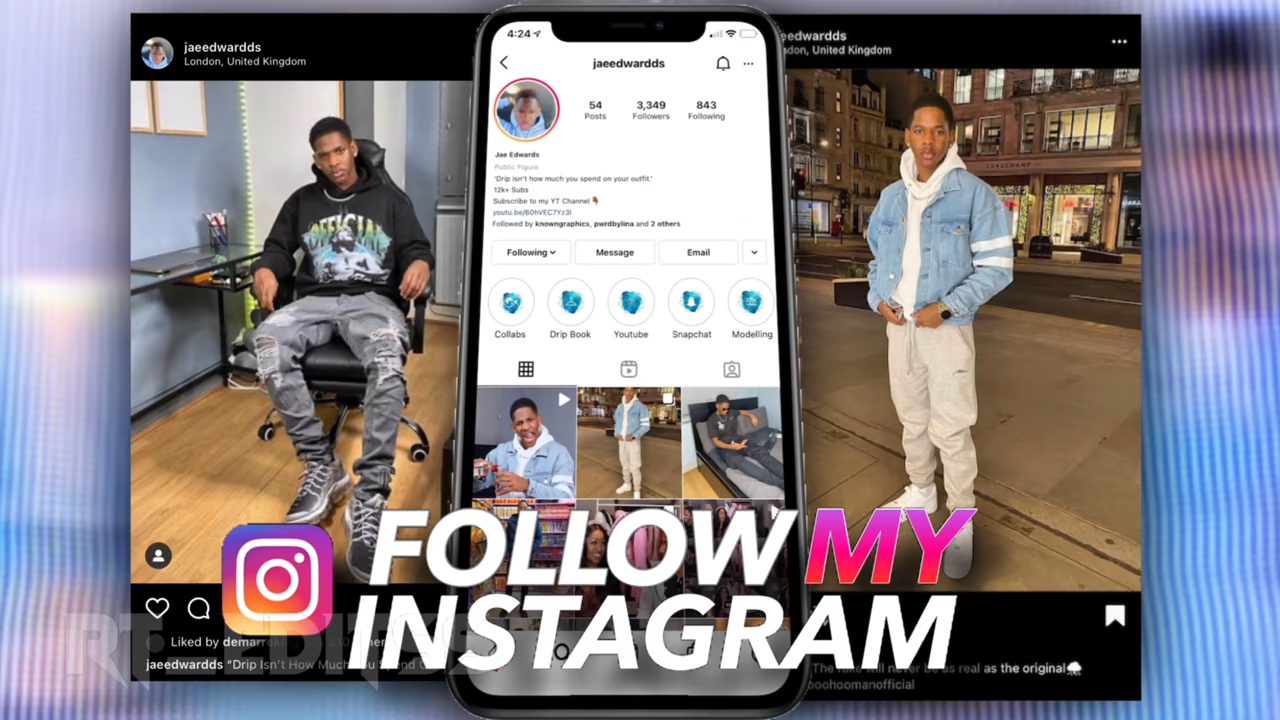 jaeedwardds
London, United Kingdom
4:24
jaeedwardds
54
Posts
3,349
Followers
843
Following
Jae Edwards
Public Figure
'Drip isn't how much you spend on your outfit.'
12k+ Subs
Subscribe to my YT Channel
youtu.be/60hVEC7Yz3I
Followed by knowngraphics, pwrdbylina and 2 others
Following
Message
Email
Collabs
Drip Book
Youtube
Snapchat
Modelling
edwardds
don, United Kingdom
LONGCHAMP
FOLLOW MY
INSTAGRAM
Liked by
jaeedwardds "Drip Isn't How Much You Spend
The fake will never be as real as the original
boohoomanofficial